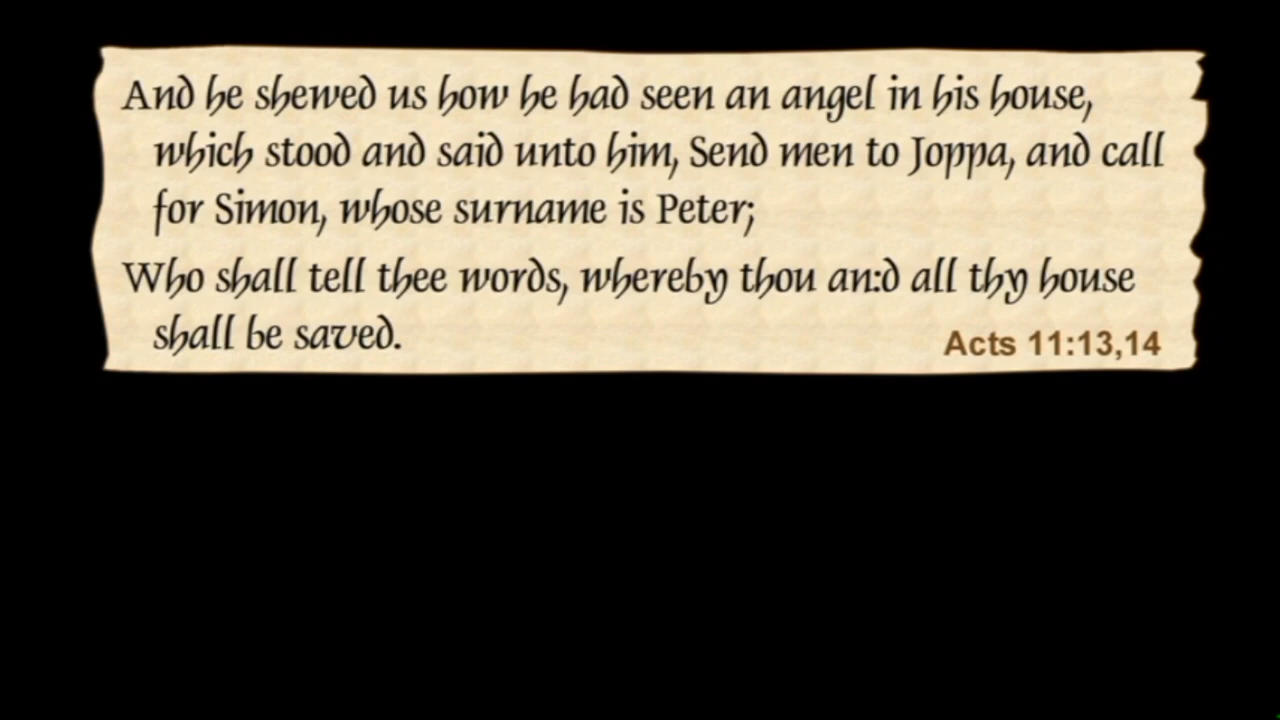 And he shewed us how he had seen an angel in his house,
which stood and said unto him, Send men to Joppa, and call
for Simon, whose surname is Peter;
Who shall tell thee words, whereby thou an:d all thy house
shall be saved.
Acts 11:13,14